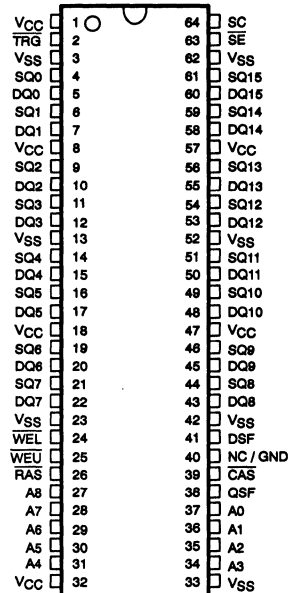 VCC 1 64 SC
TRG 2 63 SE
VSS 3 62 VSS
SQ0 4 61 SQ15
DQ0 5 60 DQ15
SQ1 6 59 SQ14
DQ1 7 58 DQ14
VCC 8 57 VCC
SQ2 9 56 SQ13
DQ2 10 55 DQ13
SQ3 11 54 SQ12
DQ3 12 53 DQ12
VSS 13 52 VSS
SQ4 14 51 SQ11
DQ4 15 50 DQ11
SQ5 16 49 SQ10
DQ5 17 48 DQ10
VCC 18 47 VCC
SQ6 19 46 SQ9
DQ6 20 45 DQ9
SQ7 21 44 SQ8
DQ7 22 43 DQ8
VSS 23 42 VSS
WEL 24 41 DSF
WEU 25 40 NC / GND
RAS 26 39 CAS
A8 27 38 QSF
A7 28 37 A0
A6 29 36 A1
A5 30 35 A2
A4 31 34 A3
VCC 32 33 VSS